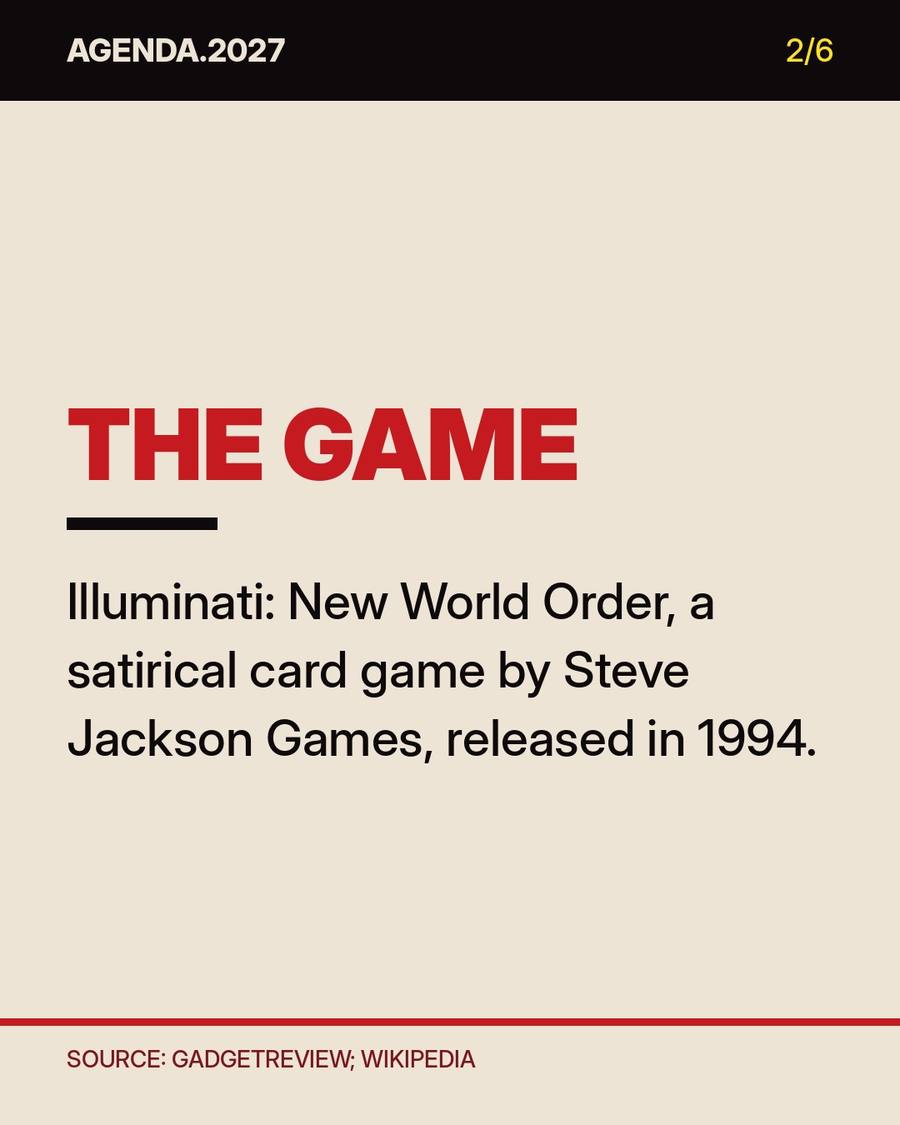 AGENDA.2027
2/6
THE GAME
Illuminati: New World Order, a
satirical card game by Steve
Jackson Games, released in 1994.
SOURCE: GADGETREVIEW; WIKIPEDIA